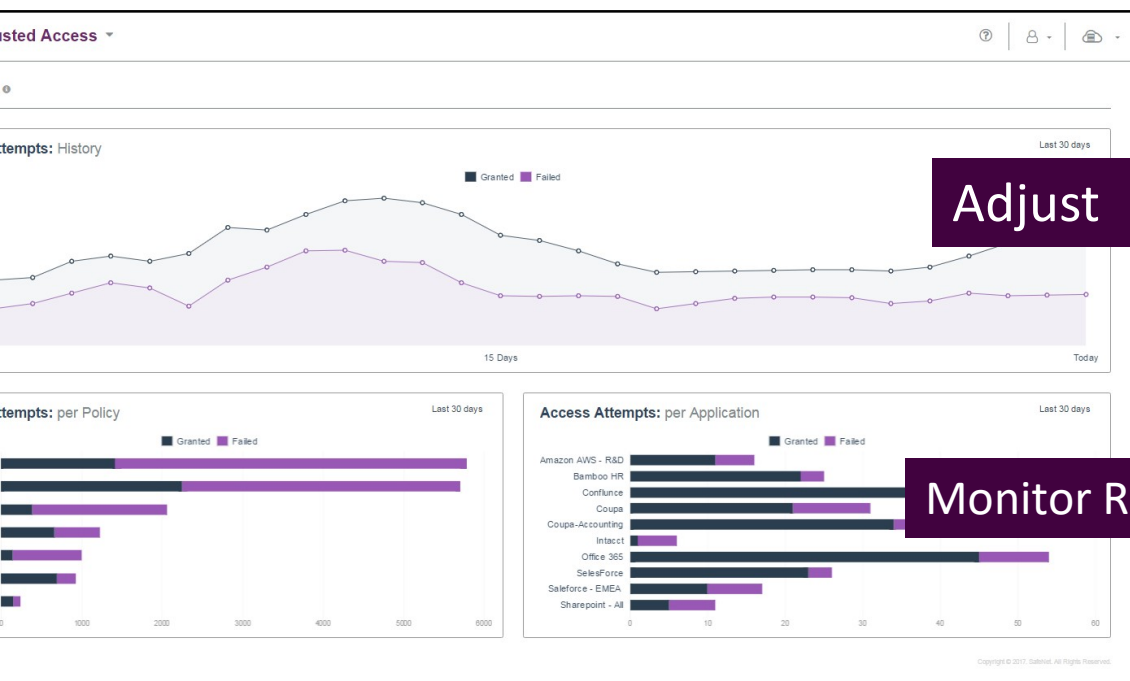 usted Access
ttempts: History
Last 30 days
Granted Failed
Adjust
15 Days
Today
ttempts: per Policy
Last 30 days
Granted Failed
0 1000 2000 3000 4000 5000 6000
Access Attempts: per Application
Last 30 days
Granted Failed
Amazon AWS - R&D
Bamboo HR
Conflunce
Monitor R
Coupa
Coupa-Accounting
Intacct
Office 365
SelesForce
Saleforce - EMEA
Sharepoint - All
0 10 20 30 40 50 60
Copyright © 2017. SafeNet. All Rights Reserved.